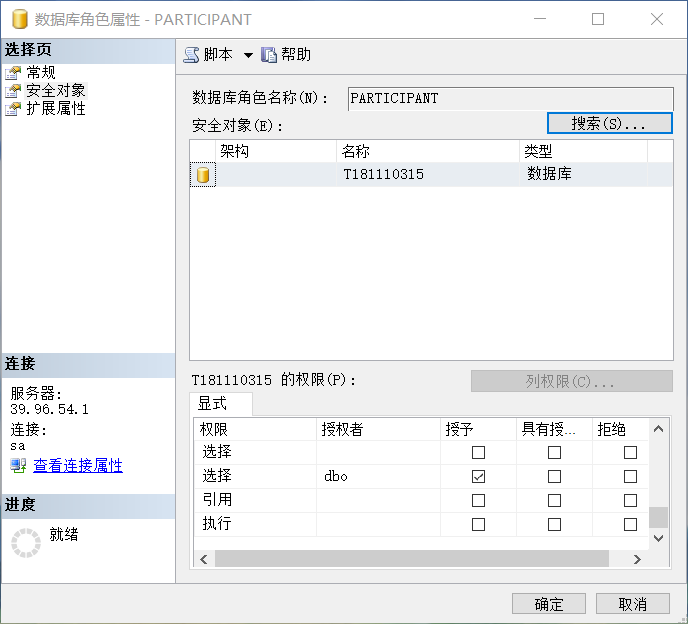 数据库角色属性 - PARTICIPANT
选择页
常规
安全对象
扩展属性
脚本 帮助
数据库角色名称(N): PARTICIPANT
安全对象(E): 搜索(S)...
架构 名称 类型
T181110315 数据库
T181110315 的权限(P): 列权限(C)...
显式
权限 授权者 授予 具有授... 拒绝
选择
选择 dbo
引用
执行
连接
服务器:
39.96.54.1
连接:
sa
查看连接属性
进度
就绪
确定 取消